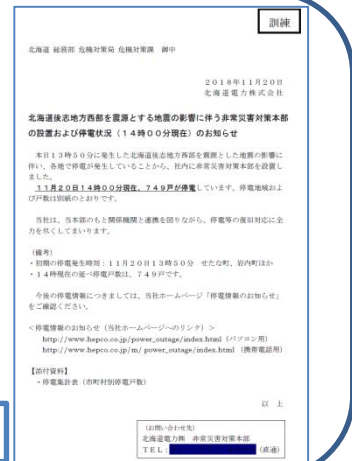 訓練
北海道 総務部 危機対策局 危機対策課 御中
2018年11月20日
北海道電力株式会社
北海道後志地方西部を震源とする地震の影響に伴う非常災害対策本部
の設置および停電状況（14時00分現在）のお知らせ
本日13時50分に発生した北海道後志地方西部を震源とした地震の影響に
伴い、各地で停電が発生していることから、社内に非常災害対策本部を設置し
ました。
11月20日14時00分現在、749戸が停電しています。停電地域およ
び戸数は別紙のとおりです。
当社は、当本部のもと関係機関と連携を図りながら、停電等の復旧対応に全
力を尽くしてまいります。
（備考）
・初期の停電発生時刻：11月20日13時50分 せたな町、岩内町ほか
・14時現在の延べ停電戸数は、749戸です。
今後の停電情報につきましては、当社ホームページ「停電情報のお知らせ」
をご確認ください。
＜停電情報のお知らせ（当社ホームページへのリンク）＞
http://www.hepco.co.jp/power_outage/index.html（パソコン用）
http://www.hepco.co.jp/m/power_outage/index.html（携帯電話用）
【添付資料】
・停電集計表（市町村別停電戸数）
以 上
（お問い合わせ先）
北海道電力㈱ 非常災害対策本部
TEL： （直通）